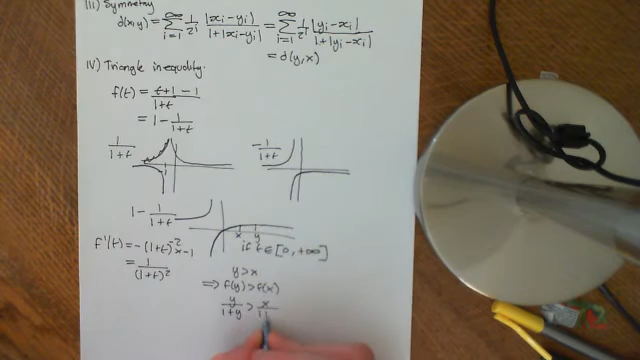 III) Symmetry
d(x,y) = ∑_{i=1}^{∞} 1/2^i |x_i-y_i|/(1+|x_i-y_i|) = ∑_{i=1}^{∞} 1/2^i |y_i-x_i|/(1+|y_i-x_i|)
= d(y,x)
IV) Triangle inequality.
f(t) = (t+1-1)/(1+t)
= 1 - 1/(1+t)
1/(1+t)
-1/(1+t)
1 - 1/(1+t)
x y
f'(t) = -(1+t)^{-2} × -1
if t ∈ [0, +∞]
= 1/(1+t)^2
y > x
⇒ f(y) > f(x)
y/(1+y) > x/(1+